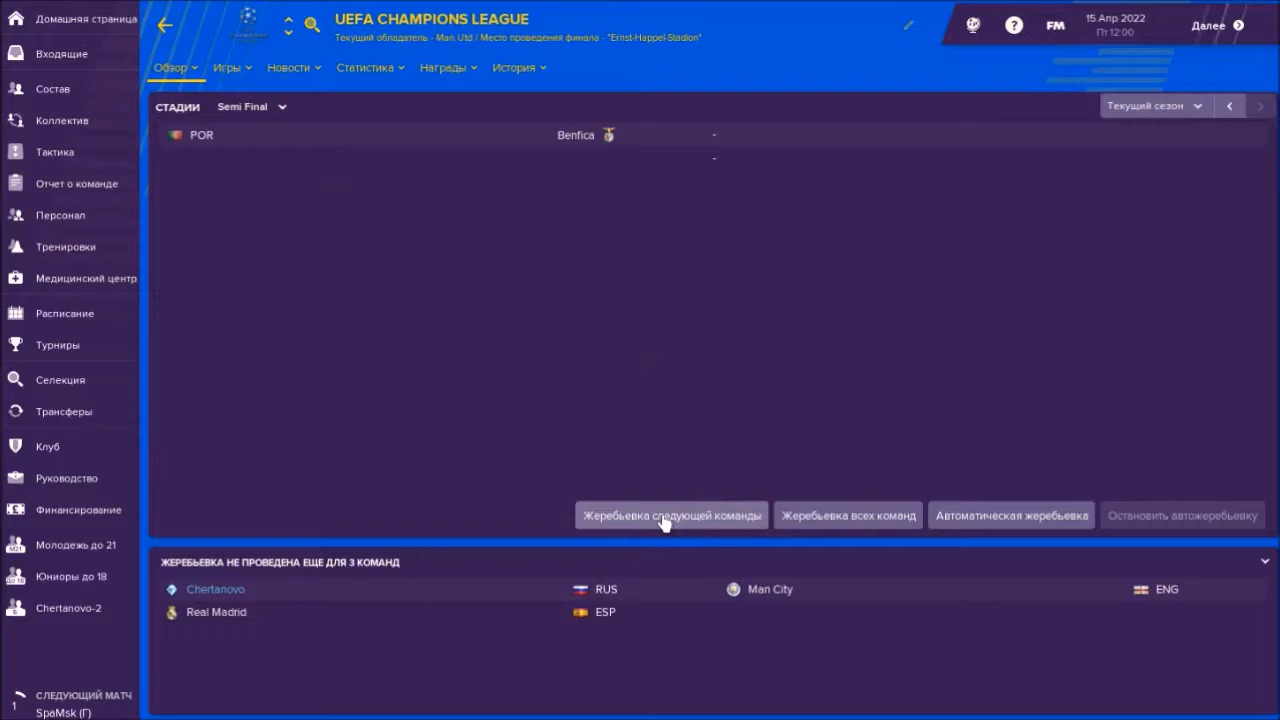 Домашняя страница
Входящие
Состав
Коллектив
Тактика
Отчет о команде
Персонал
Тренировки
Медицинский центр
Расписание
Турниры
Селекция
Трансферы
Клуб
Руководство
Финансирование
Молодежь до 21
Юниоры до 18
Chertanovo-2
СЛЕДУЮЩИЙ МАТЧ
1
SpaMsk (Г)
UEFA CHAMPIONS LEAGUE
Текущий обладатель - Man Utd / Место проведения финала - "Ernst-Happel-Stadion"
FM
15 Апр 2022
Пт 12:00
Далее
Обзор Игры Новости Статистика Награды История
СТАДИИ Semi Final
Текущий сезон
POR Benfica -
-
Жеребьевка следующей команды Жеребьевка всех команд Автоматическая жеребьевка Остановить автожеребьевку
ЖЕРЕБЬЕВКА НЕ ПРОВЕДЕНА ЕЩЕ ДЛЯ 3 КОМАНД
Chertanovo RUS Man City ENG
Real Madrid ESP